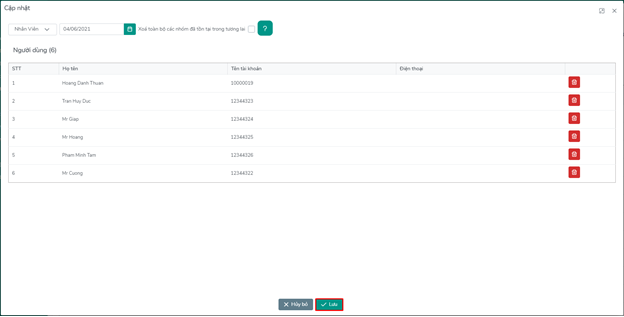 Cập nhật
Nhân Viên 04/06/2021 Xoá toàn bộ các nhóm đã tồn tại trong tương lai ?
Người dùng (6)
STT Họ tên Tên tài khoản Điện thoại
1 Hoang Danh Thuan 10000019
2 Tran Huy Duc 12344323
3 Mr Giap 12344324
4 Mr Hoang 12344325
5 Pham Minh Tam 12344326
6 Mr Cuong 12344322
Hủy bỏ Lưu